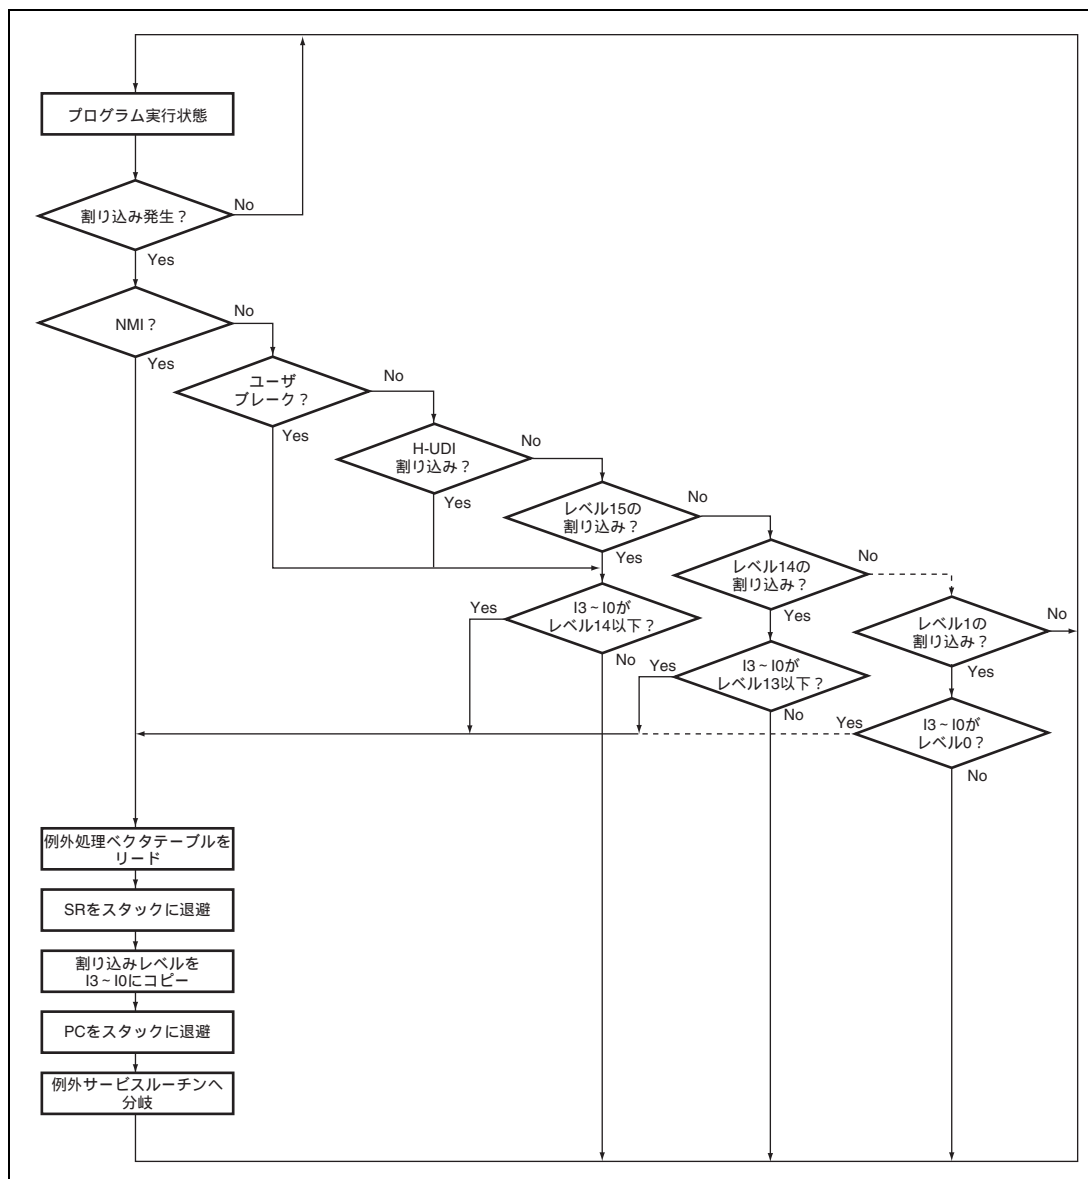 プログラム実行状態
割り込み発生？
No
Yes
NMI？
No
Yes
ユーザ
ブレーク？
No
Yes
H-UDI
割り込み？
No
Yes
レベル15の
割り込み？
No
Yes
レベル14の
割り込み？
No
Yes
レベル1の
割り込み？
No
Yes
I3～I0が
レベル14以下？
Yes
No
I3～I0が
レベル13以下？
Yes
No
I3～I0が
レベル0？
Yes
No
例外処理ベクタテーブルを
リード
SRをスタックに退避
割り込みレベルを
I3～I0にコピー
PCをスタックに退避
例外サービスルーチンへ
分岐